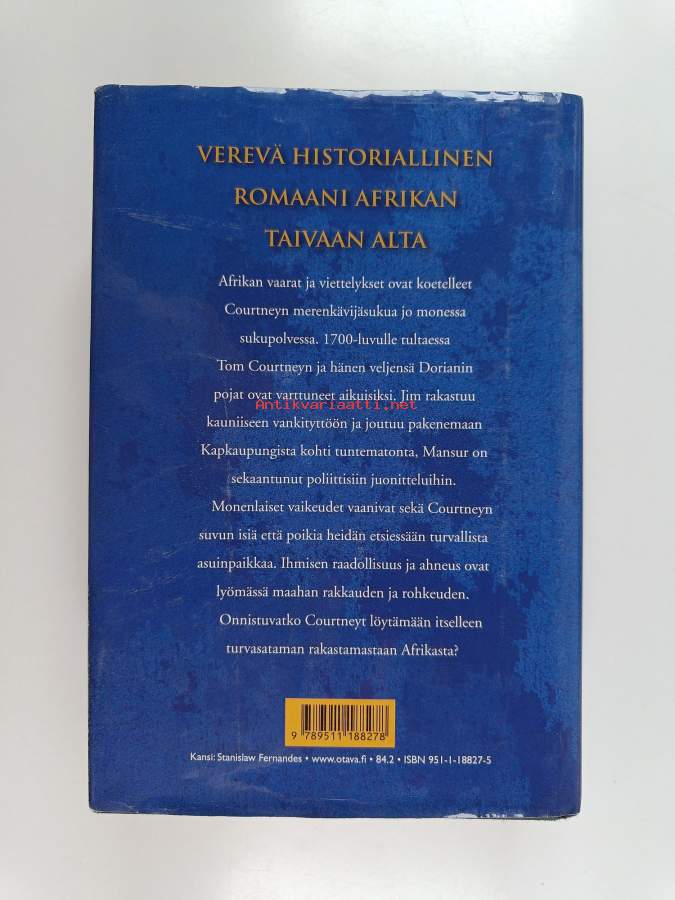 VEREVÄ HISTORIALLINEN
ROMAANI AFRIKAN
TAIVAAN ALTA
Afrikan vaarat ja viettelykset ovat koetelleet
Courtneyn merenkävijäsukua jo monessa
sukupolvessa. 1700-luvulle tultaessa
Tom Courtneyn ja hänen veljensä Dorianin
pojat ovat varttuneet aikuisiksi. Jim rakastuu
Antikvariaatti.net
kauniiseen vankityttöön ja joutuu pakenemaan
Kapkaupungista kohti tuntematonta, Mansur on
sekaantunut poliittisiin juonitteluihin.
Monenlaiset vaikeudet vaanivat sekä Courtneyn
suvun isiä että poikia heidän etsiessään turvallista
asuinpaikkaa. Ihmisen raadollisuus ja ahneus ovat
lyömässä maahan rakkauden ja rohkeuden.
Onnistuvatko Courtneyt löytämään itselleen
turvasataman rakastamastaan Afrikasta?
9 789511 188278
Kansi: Stanislaw Fernandes • www.otava.fi • 84.2 • ISBN 951-1-18827-5